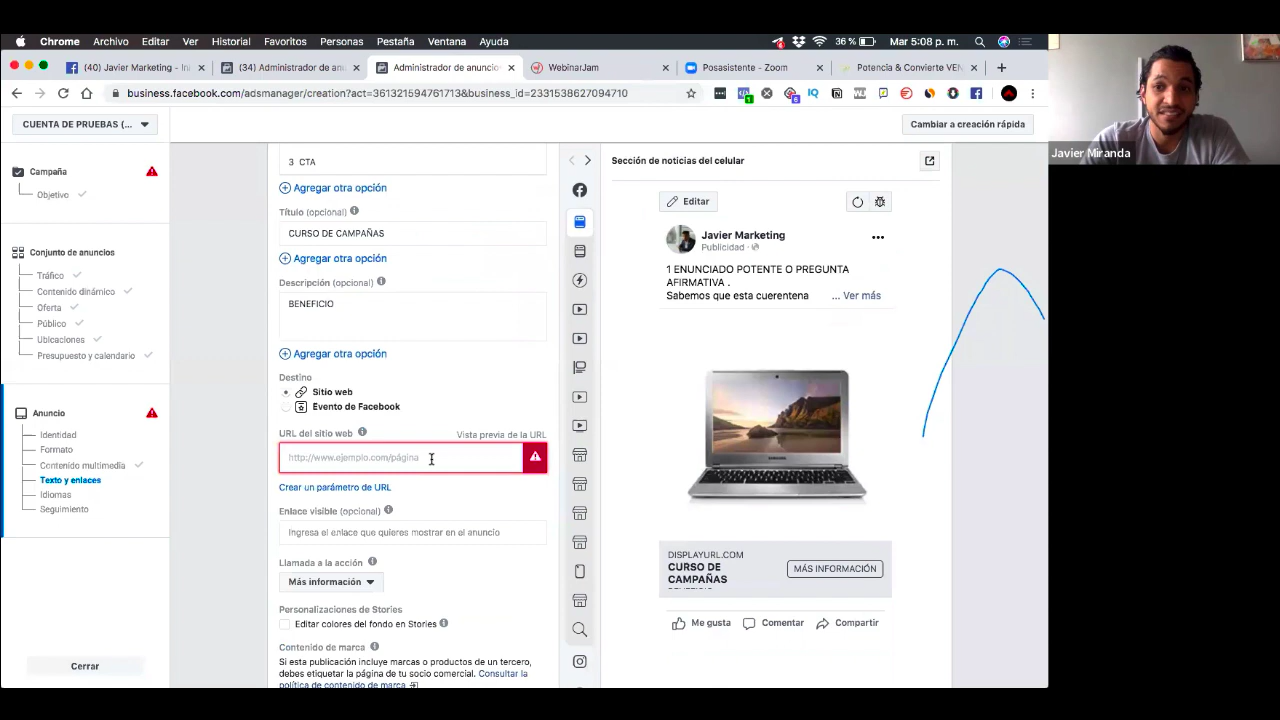 Chrome Archivo Editar Ver Historial Favoritos Personas Pestaña Ventana Ayuda
36 % Mar 5:08 p. m.
(40) Javier Marketing - Ini
(34) Administrador de anu
Administrador de anuncio
WebinarJam
Posasistente - Zoom
Potencia & Convierte VEN
business.facebook.com/adsmanager/creation?act=361321594761713&business_id=2331538627094710
CUENTA DE PRUEBAS (...
Cambiar a creación rápida
Javier Miranda
Campaña
Objetivo
Conjunto de anuncios
Tráfico
Contenido dinámico
Oferta
Público
Ubicaciones
Presupuesto y calendario
Anuncio
Identidad
Formato
Contenido multimedia
Texto y enlaces
Idiomas
Seguimiento
Cerrar
3 CTA
Agregar otra opción
Título (opcional)
CURSO DE CAMPAÑAS
Agregar otra opción
Descripción (opcional)
BENEFICIO
Agregar otra opción
Destino
Sitio web
Evento de Facebook
URL del sitio web
Vista previa de la URL
http://www.ejemplo.com/página
Crear un parámetro de URL
Enlace visible (opcional)
Ingresa el enlace que quieres mostrar en el anuncio
Llamada a la acción
Más información
Personalizaciones de Stories
Editar colores del fondo en Stories
Contenido de marca
Si esta publicación incluye marcas o productos de un tercero,
debes etiquetar la página de tu socio comercial. Consultar la
política de contenido de marca
Sección de noticias del celular
Editar
Javier Marketing
Publicidad
1 ENUNCIADO POTENTE O PREGUNTA
AFIRMATIVA .
Sabemos que esta cuerentena ... Ver más
DISPLAYURL.COM
CURSO DE
CAMPAÑAS
MÁS INFORMACIÓN
Me gusta Comentar Compartir